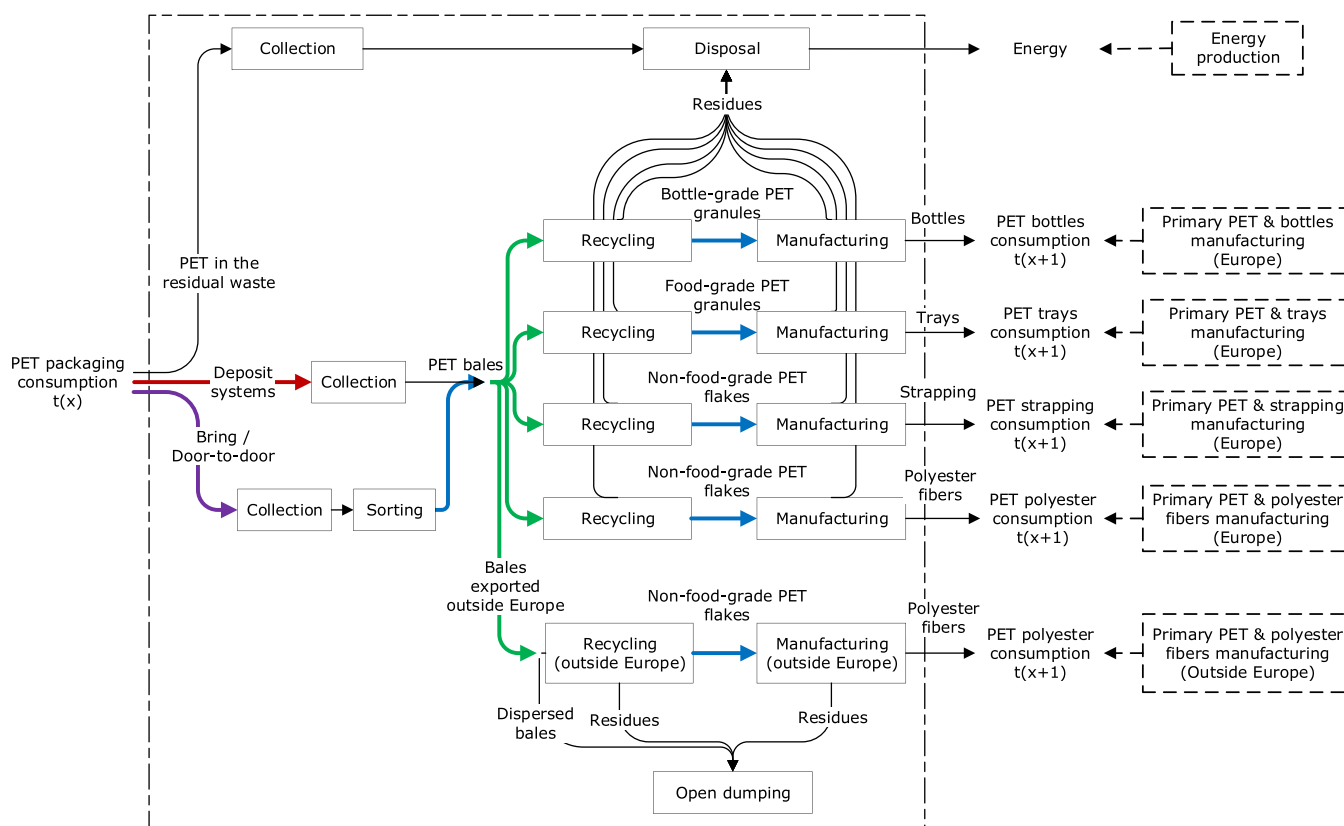 Collection
Disposal
Energy
Energy
production
Residues
Bottle-grade PET
granules
Recycling
Manufacturing
Bottles
PET bottles
consumption
t(x+1)
Primary PET & bottles
manufacturing
(Europe)
PET in the
residual waste
Food-grade PET
granules
Recycling
Manufacturing
Trays
PET trays
consumption
t(x+1)
Primary PET & trays
manufacturing
(Europe)
PET packaging
consumption
t(x)
Deposit
systems
Collection
PET bales
Non-food-grade PET
flakes
Recycling
Manufacturing
Strapping
PET strapping
consumption
t(x+1)
Primary PET & strapping
manufacturing
(Europe)
Bring /
Door-to-door
Collection
Sorting
Non-food-grade PET
flakes
Recycling
Manufacturing
Polyester
fibers
PET polyester
consumption
t(x+1)
Primary PET & polyester
fibers manufacturing
(Europe)
Bales
exported
outside Europe
Non-food-grade PET
flakes
Recycling
(outside Europe)
Manufacturing
(outside Europe)
Polyester
fibers
PET polyester
consumption
t(x+1)
Primary PET & polyester
fibers manufacturing
(Outside Europe)
Dispersed
bales
Residues
Residues
Open dumping